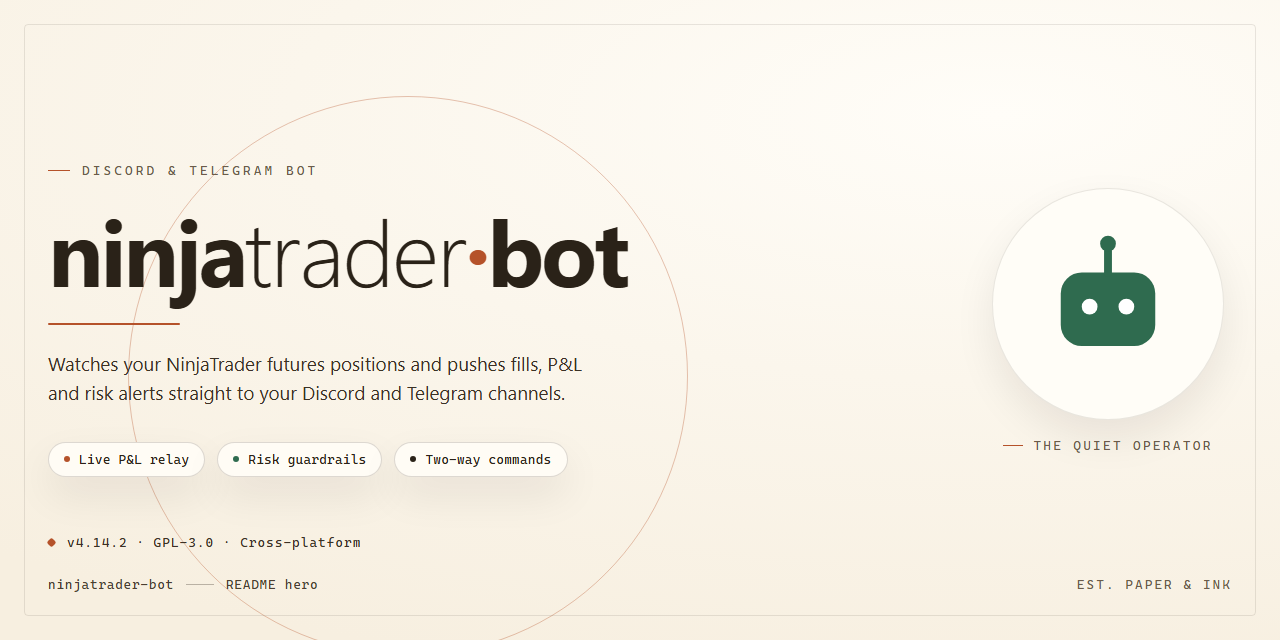 DISCORD & TELEGRAM BOT
ninjatrader·bot
Watches your NinjaTrader futures positions and pushes fills, P&L
and risk alerts straight to your Discord and Telegram channels.
Live P&L relay
Risk guardrails
Two-way commands
THE QUIET OPERATOR
v4.14.2 · GPL-3.0 · Cross-platform
ninjatrader-bot — README hero
EST. PAPER & INK